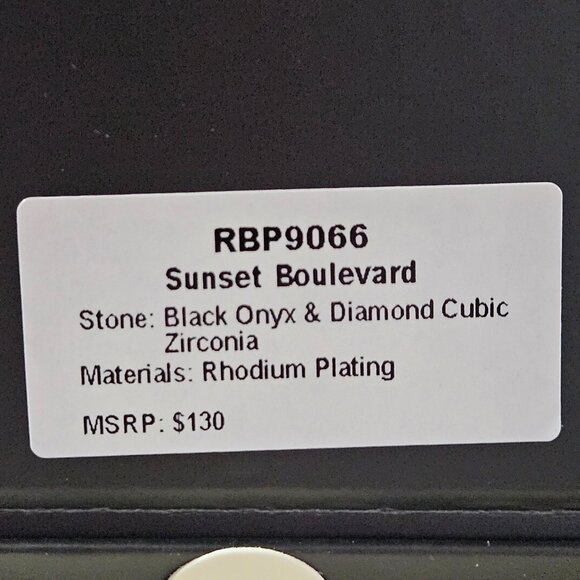 RBP9066
Sunset Boulevard
Stone: Black Onyx & Diamond Cubic
Zirconia
Materials: Rhodium Plating
MSRP: $130